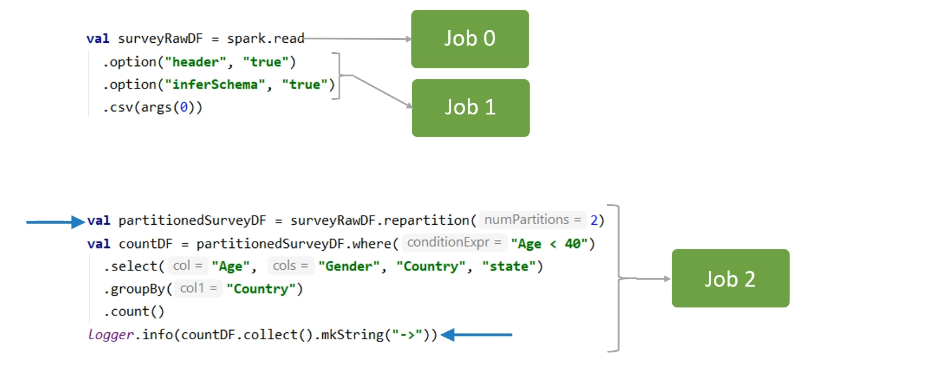 val surveyRawDF = spark.read
Job 0
.option("header", "true")
.option("inferSchema", "true")
Job 1
.csv(args(0))
val partitionedSurveyDF = surveyRawDF.repartition( numPartitions = 2)
val countDF = partitionedSurveyDF.where( conditionExpr = "Age < 40")
.select( col = "Age", cols = "Gender", "Country", "state")
Job 2
.groupBy( col1 = "Country")
.count()
logger.info(countDF.collect().mkString("->"))